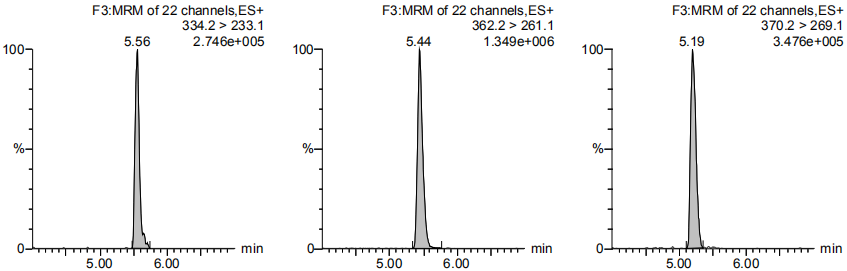 F3:MRM of 22 channels,ES+
334.2 > 233.1
2.746e+005
5.56
100
%
0
5.00
6.00
min
F3:MRM of 22 channels,ES+
362.2 > 261.1
1.349e+006
5.44
100
%
0
5.00
6.00
min
F3:MRM of 22 channels,ES+
370.2 > 269.1
3.476e+005
5.19
100
%
0
5.00
6.00
min